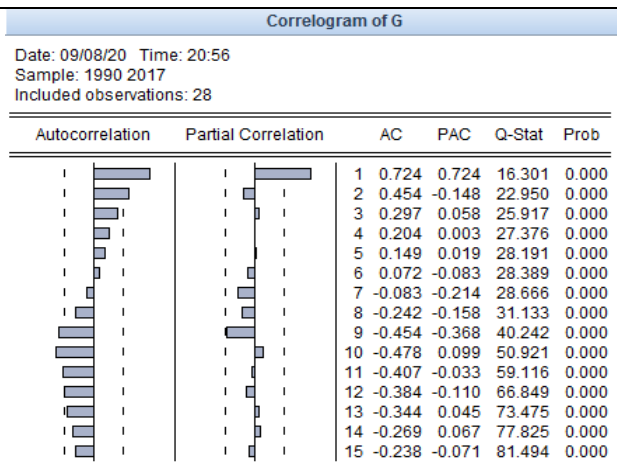 Correlogram of G
Date: 09/08/20 Time: 20:56
Sample: 1990 2017
Included observations: 28
Autocorrelation Partial Correlation AC PAC Q-Stat Prob
1 0.724 0.724 16.301 0.000
2 0.454 -0.148 22.950 0.000
3 0.297 0.058 25.917 0.000
4 0.204 0.003 27.376 0.000
5 0.149 0.019 28.191 0.000
6 0.072 -0.083 28.389 0.000
7 -0.083 -0.214 28.666 0.000
8 -0.242 -0.158 31.133 0.000
9 -0.454 -0.368 40.242 0.000
10 -0.478 0.099 50.921 0.000
11 -0.407 -0.033 59.116 0.000
12 -0.384 -0.110 66.849 0.000
13 -0.344 0.045 73.475 0.000
14 -0.269 0.067 77.825 0.000
15 -0.238 -0.071 81.494 0.000